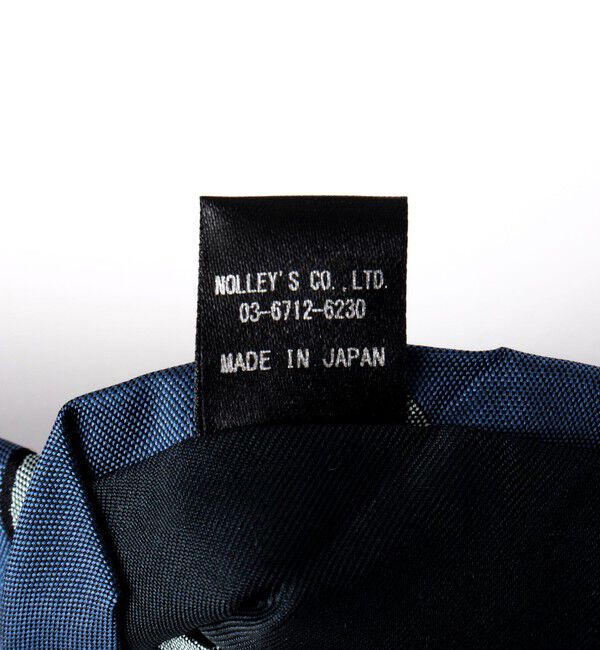 NOLLEY'S CO.,LTD.
03-6712-6230
MADE IN JAPAN